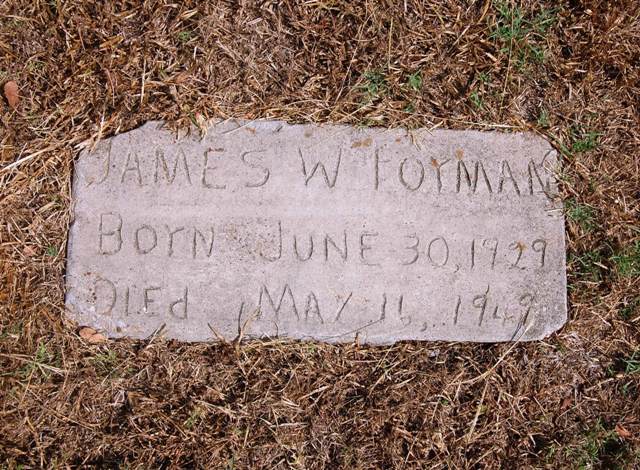 JAMES W FOYMAN
BORN JUNE 30, 1929
DIED MAY 16, 1949